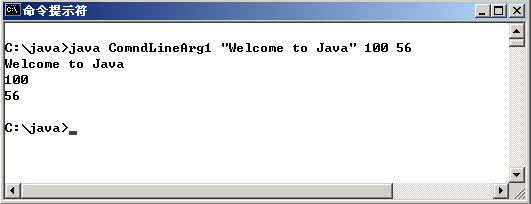 命令提示符
C:\java>java ComndLineArg1 "Welcome to Java" 100 56
Welcome to Java
100
56
C:\java>_